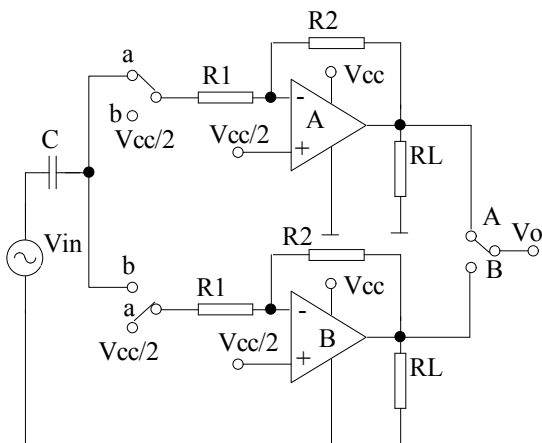 R2
a
R1
Vcc
b
Vcc/2
Vcc/2
-
A
+
C
RL
A
Vo
Vin
B
R2
b
R1
Vcc
a
Vcc/2
-
B
Vcc/2
+
RL